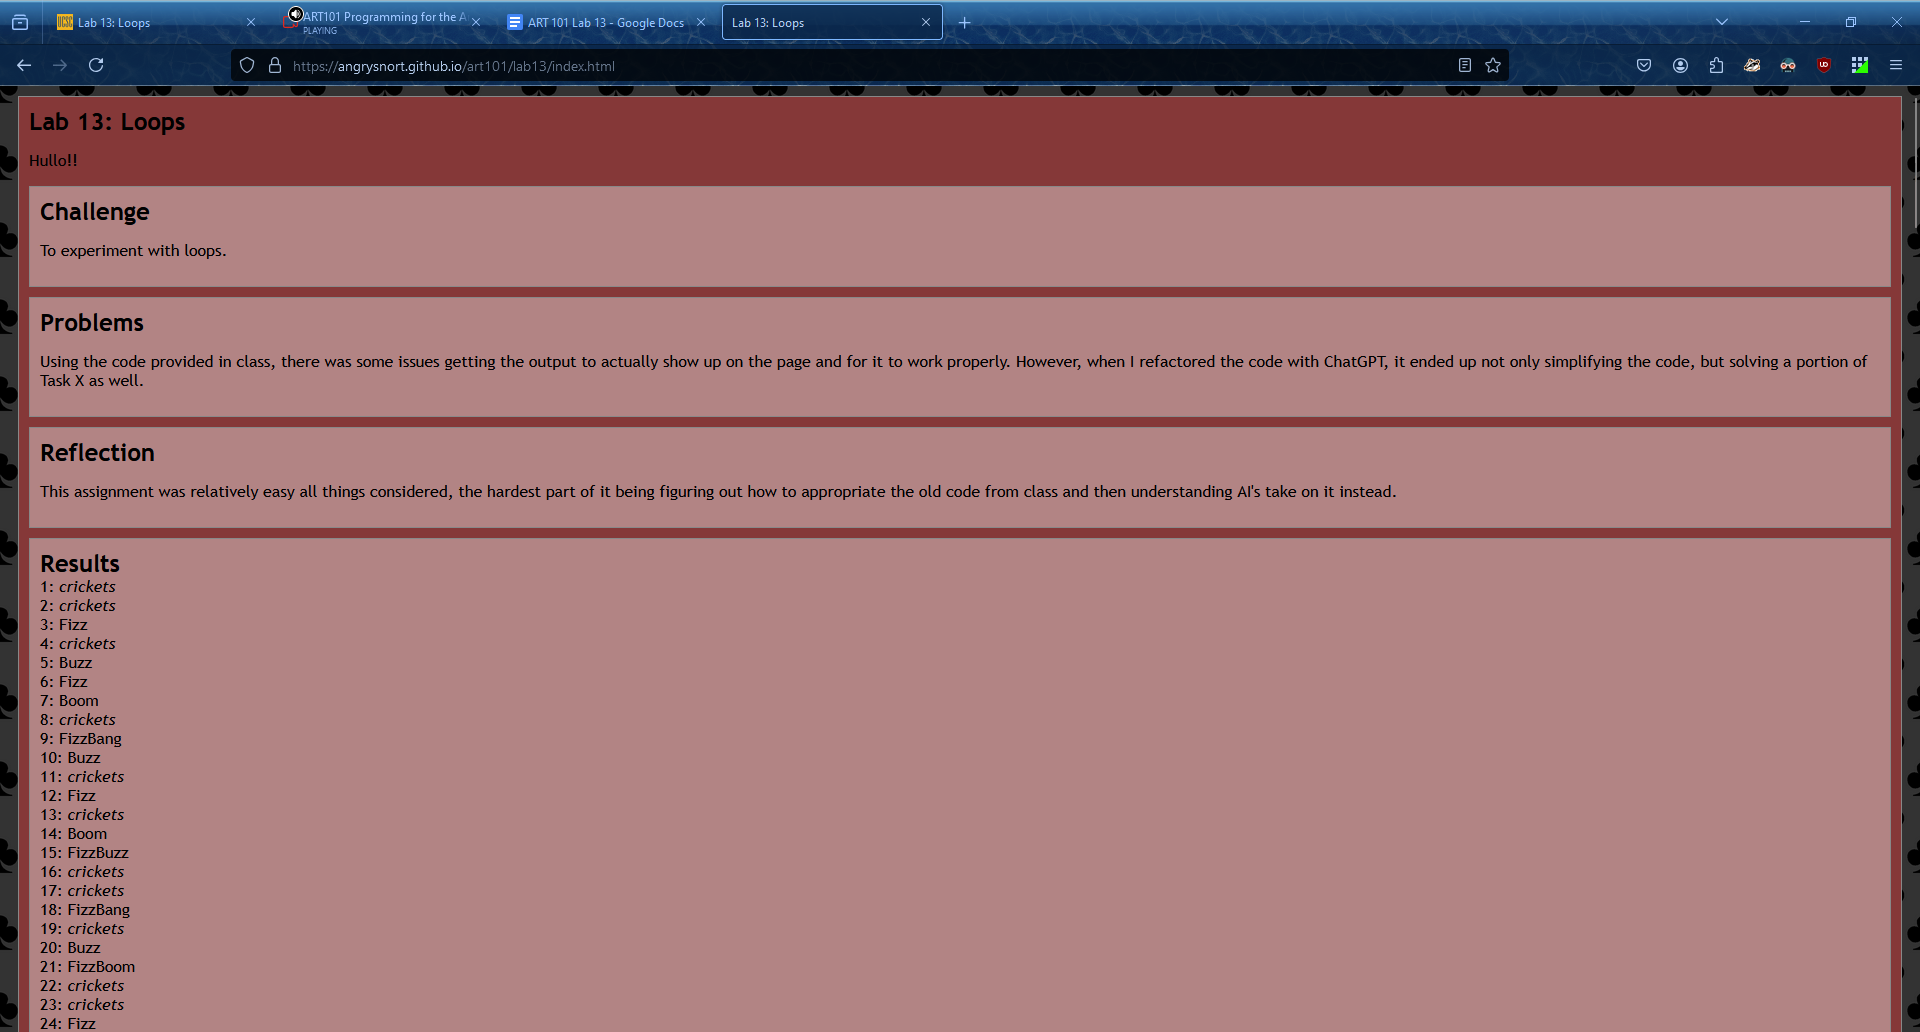 Lab 13: Loops
ART101 Programming for the A
PLAYING
ART 101 Lab 13 - Google Docs
Lab 13: Loops
https://angrysnort.github.io/art101/lab13/index.html
Lab 13: Loops
Hullo!!
Challenge
To experiment with loops.
Problems
Using the code provided in class, there was some issues getting the output to actually show up on the page and for it to work properly. However, when I refactored the code with ChatGPT, it ended up not only simplifying the code, but solving a portion of
Task X as well.
Reflection
This assignment was relatively easy all things considered, the hardest part of it being figuring out how to appropriate the old code from class and then understanding AI's take on it instead.
Results
1: crickets
2: crickets
3: Fizz
4: crickets
5: Buzz
6: Fizz
7: Boom
8: crickets
9: FizzBang
10: Buzz
11: crickets
12: Fizz
13: crickets
14: Boom
15: FizzBuzz
16: crickets
17: crickets
18: FizzBang
19: crickets
20: Buzz
21: FizzBoom
22: crickets
23: crickets
24: Fizz